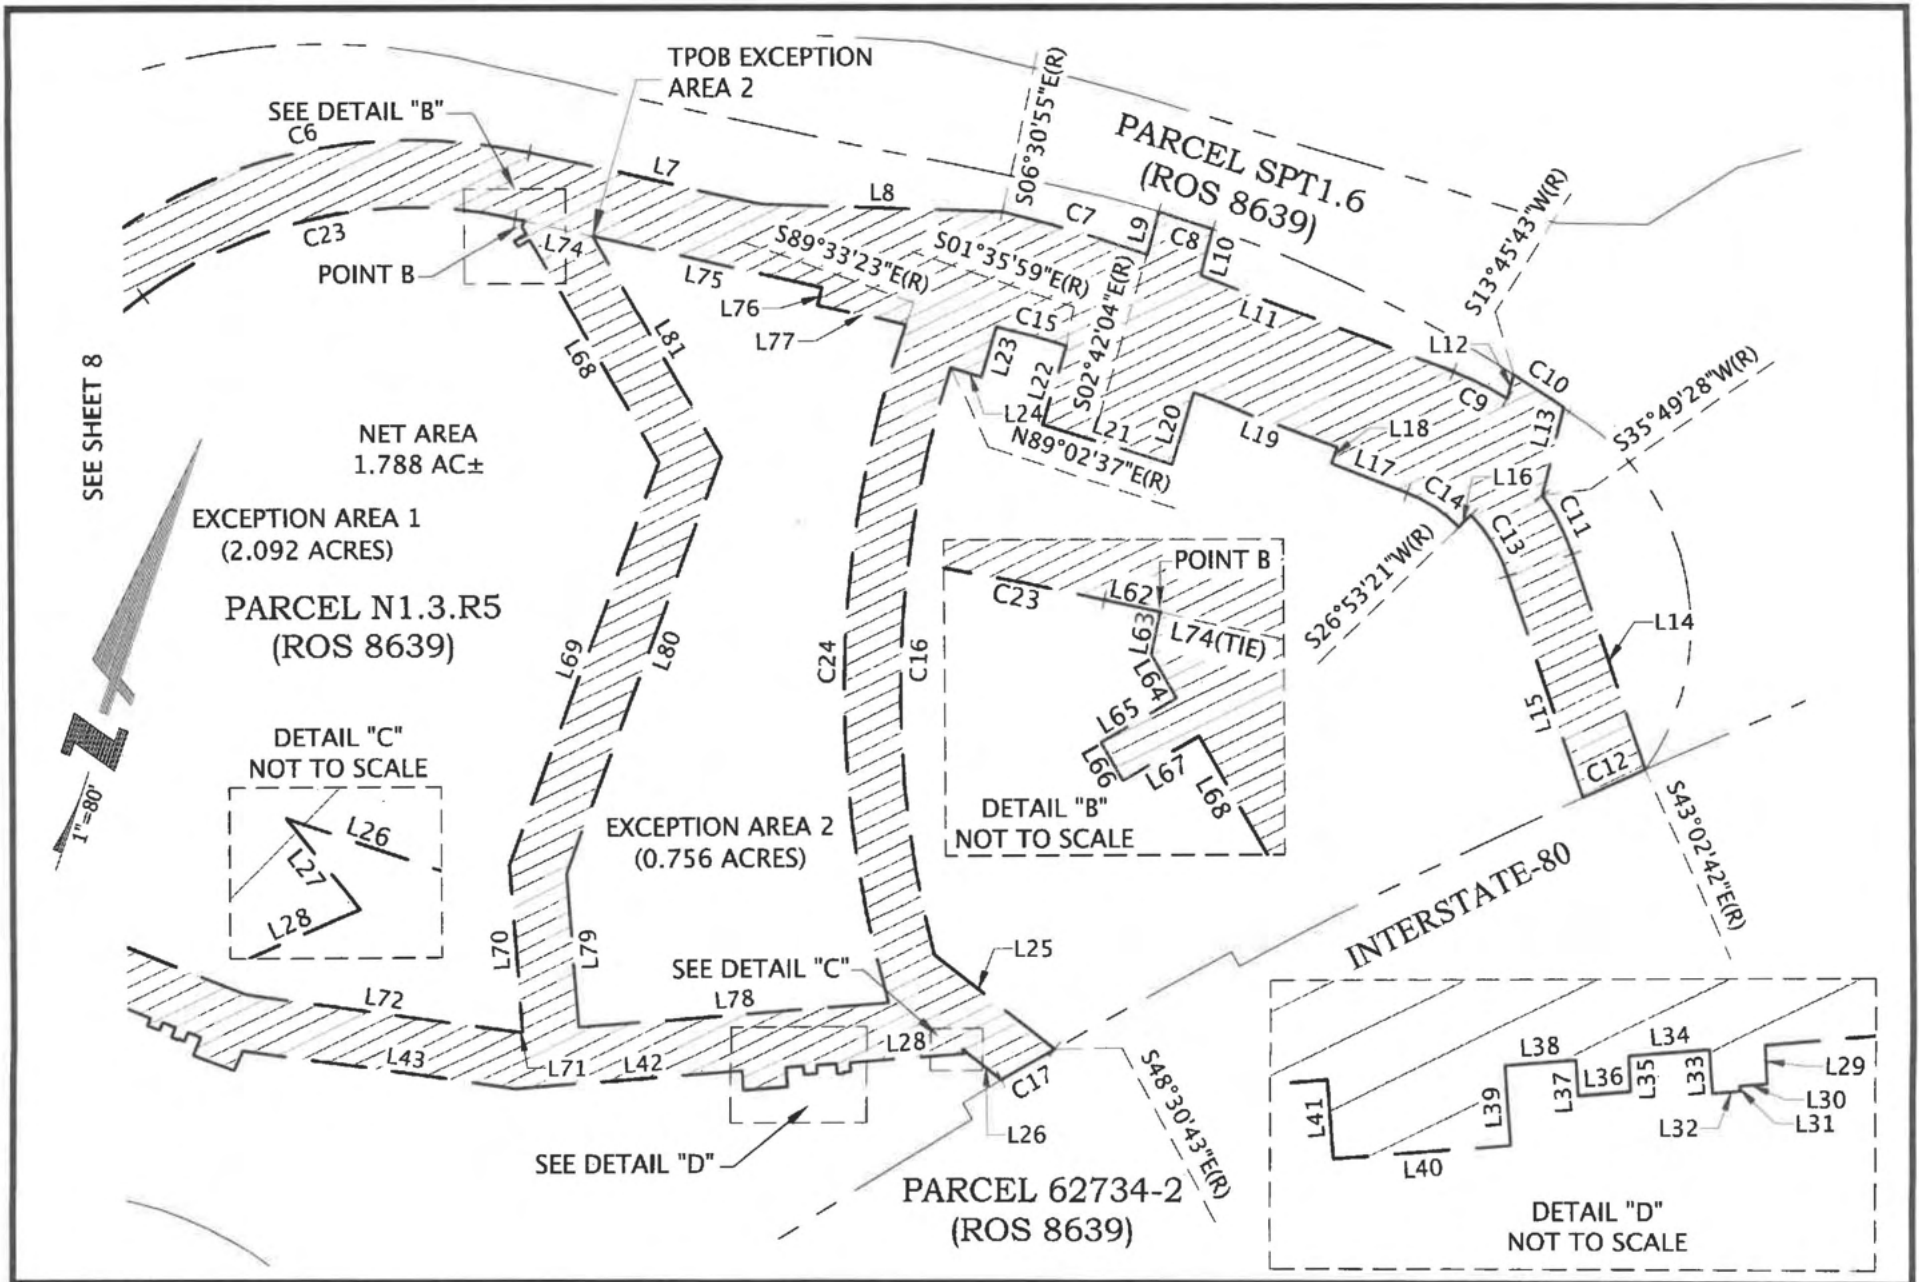 TPOB EXCEPTION
AREA 2
SEE DETAIL "B"
C6
L7
L8
S06°30'55"E(R)
PARCEL SPT1.6
(ROS 8639)
C7
L9
C8
L10
S13°45'43"W(R)
C23
L74
POINT B
L75
S89°33'23"E(R)
S01°35'59"E(R)
S02°42'04"E(R)
L76
L77
C15
L11
L12
C10
C9
L13
S35°49'28"W(R)
L23
L22
L24
L21
L20
L19
L18
L17
N89°02'37"E(R)
L16
C14
C13
C11
S26°53'21"W(R)
L14
L15
C12
S43°02'42"E(R)
SEE SHEET 8
L68
L81
NET AREA
1.788 AC±
EXCEPTION AREA 1
(2.092 ACRES)
PARCEL N1.3.R5
(ROS 8639)
L69
L80
C24
C16
N
1"=80'
POINT B
C23
L62
L63
L74(TIE)
L64
L65
L66
L67
L68
DETAIL "B"
NOT TO SCALE
DETAIL "C"
NOT TO SCALE
L26
L27
L28
EXCEPTION AREA 2
(0.756 ACRES)
INTERSTATE-80
L70
L79
L25
SEE DETAIL "C"
L72
L78
L28
L43
L71
L42
C17
L26
S48°30'43"E(R)
SEE DETAIL "D"
PARCEL 62734-2
(ROS 8639)
L38
L34
L41
L39
L37
L36
L35
L33
L29
L30
L31
L32
L40
DETAIL "D"
NOT TO SCALE